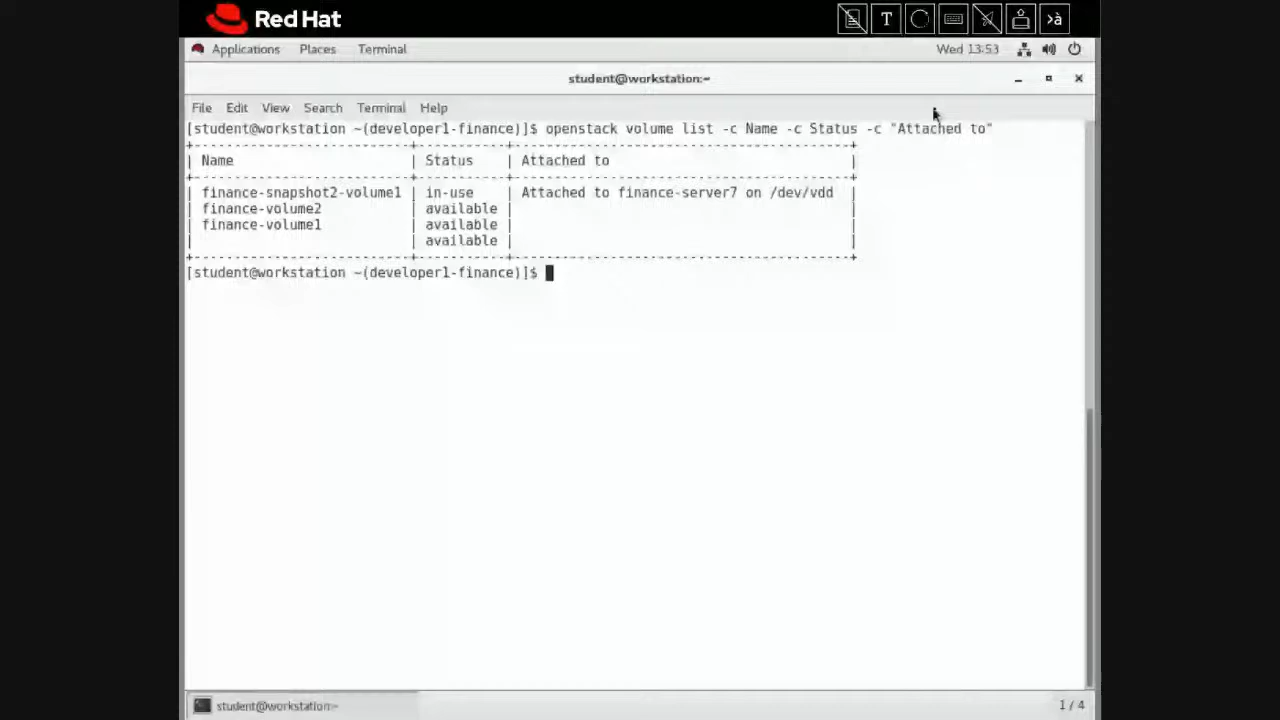 Red Hat
T
>à
Applications Places Terminal Wed 13:53
student@workstation:~
File Edit View Search Terminal Help
[student@workstation ~(developer1-finance)]$ openstack volume list -c Name -c Status -c "Attached to"
| Name | Status | Attached to |
| finance-snapshot2-volume1 | in-use | Attached to finance-server7 on /dev/vdd |
| finance-volume2 | available | |
| finance-volume1 | available | |
| | available | |
[student@workstation ~(developer1-finance)]$
student@workstation:~ 1 / 4